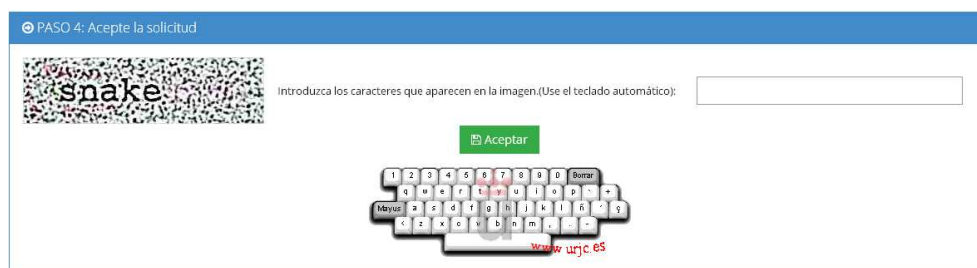 PASO 4: Acepte la solicitud
snake
Introduzca los caracteres que aparecen en la imagen.(Use el teclado automático):
Aceptar
1 2 3 4 5 6 7 8 9 0 Borrar
q w e r t y u i o p ` +
Mayus a s d f g h j k l ñ ´ ç
< z x c v b n m , . -
www.urjc.es